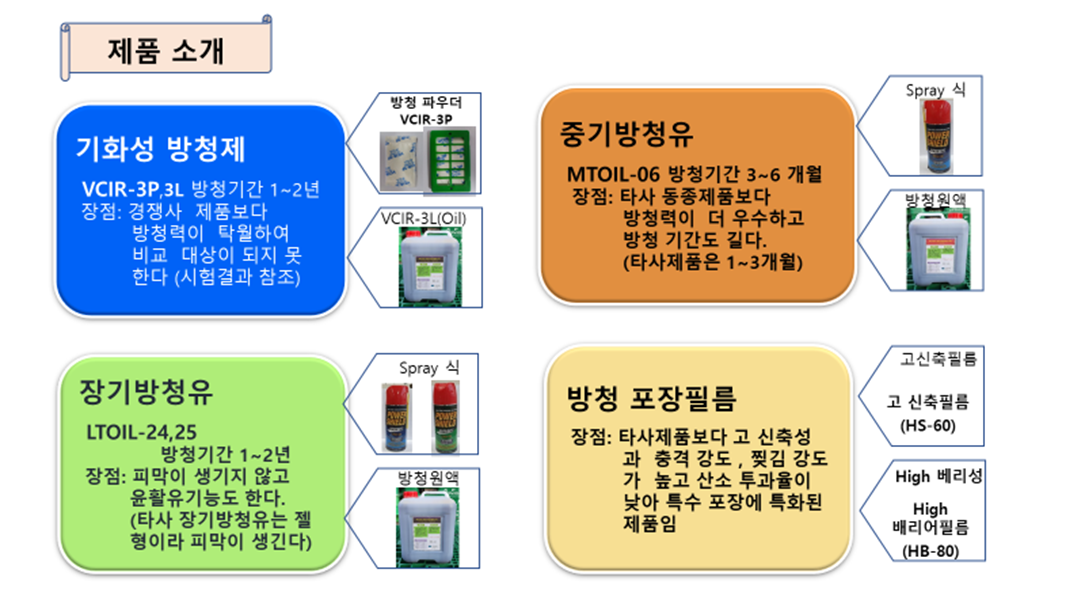 제품 소개
기화성 방청제
VCIR-3P,3L 방청기간 1~2년
장점: 경쟁사 제품보다
방청력이 탁월하여
비교 대상이 되지 못
한다 (시험결과 참조)
방청 파우더
VCIR-3P
VCIR-3L(Oil)
중기방청유
MTOIL-06 방청기간 3~6 개월
장점: 타사 동종제품보다
방청력이 더 우수하고
방청 기간도 길다.
(타사제품은 1~3개월)
Spray 식
POWER
SHIELD
방청원액
장기방청유
LTOIL-24,25
방청기간 1~2년
장점: 피막이 생기지 않고
윤활유기능도 한다.
(타사 장기방청유는 젤
형이라 피막이 생긴다)
Spray 식
POWER
SHIELD
POWER
SHIELD
방청원액
방청 포장필름
장점: 타사제품보다 고 신축성
과 충격 강도 , 찢김 강도
가 높고 산소 투과율이
낮아 특수 포장에 특화된
제품임
고신축필름
고 신축필름
(HS-60)
High 베리성
High
배리어필름
(HB-80)